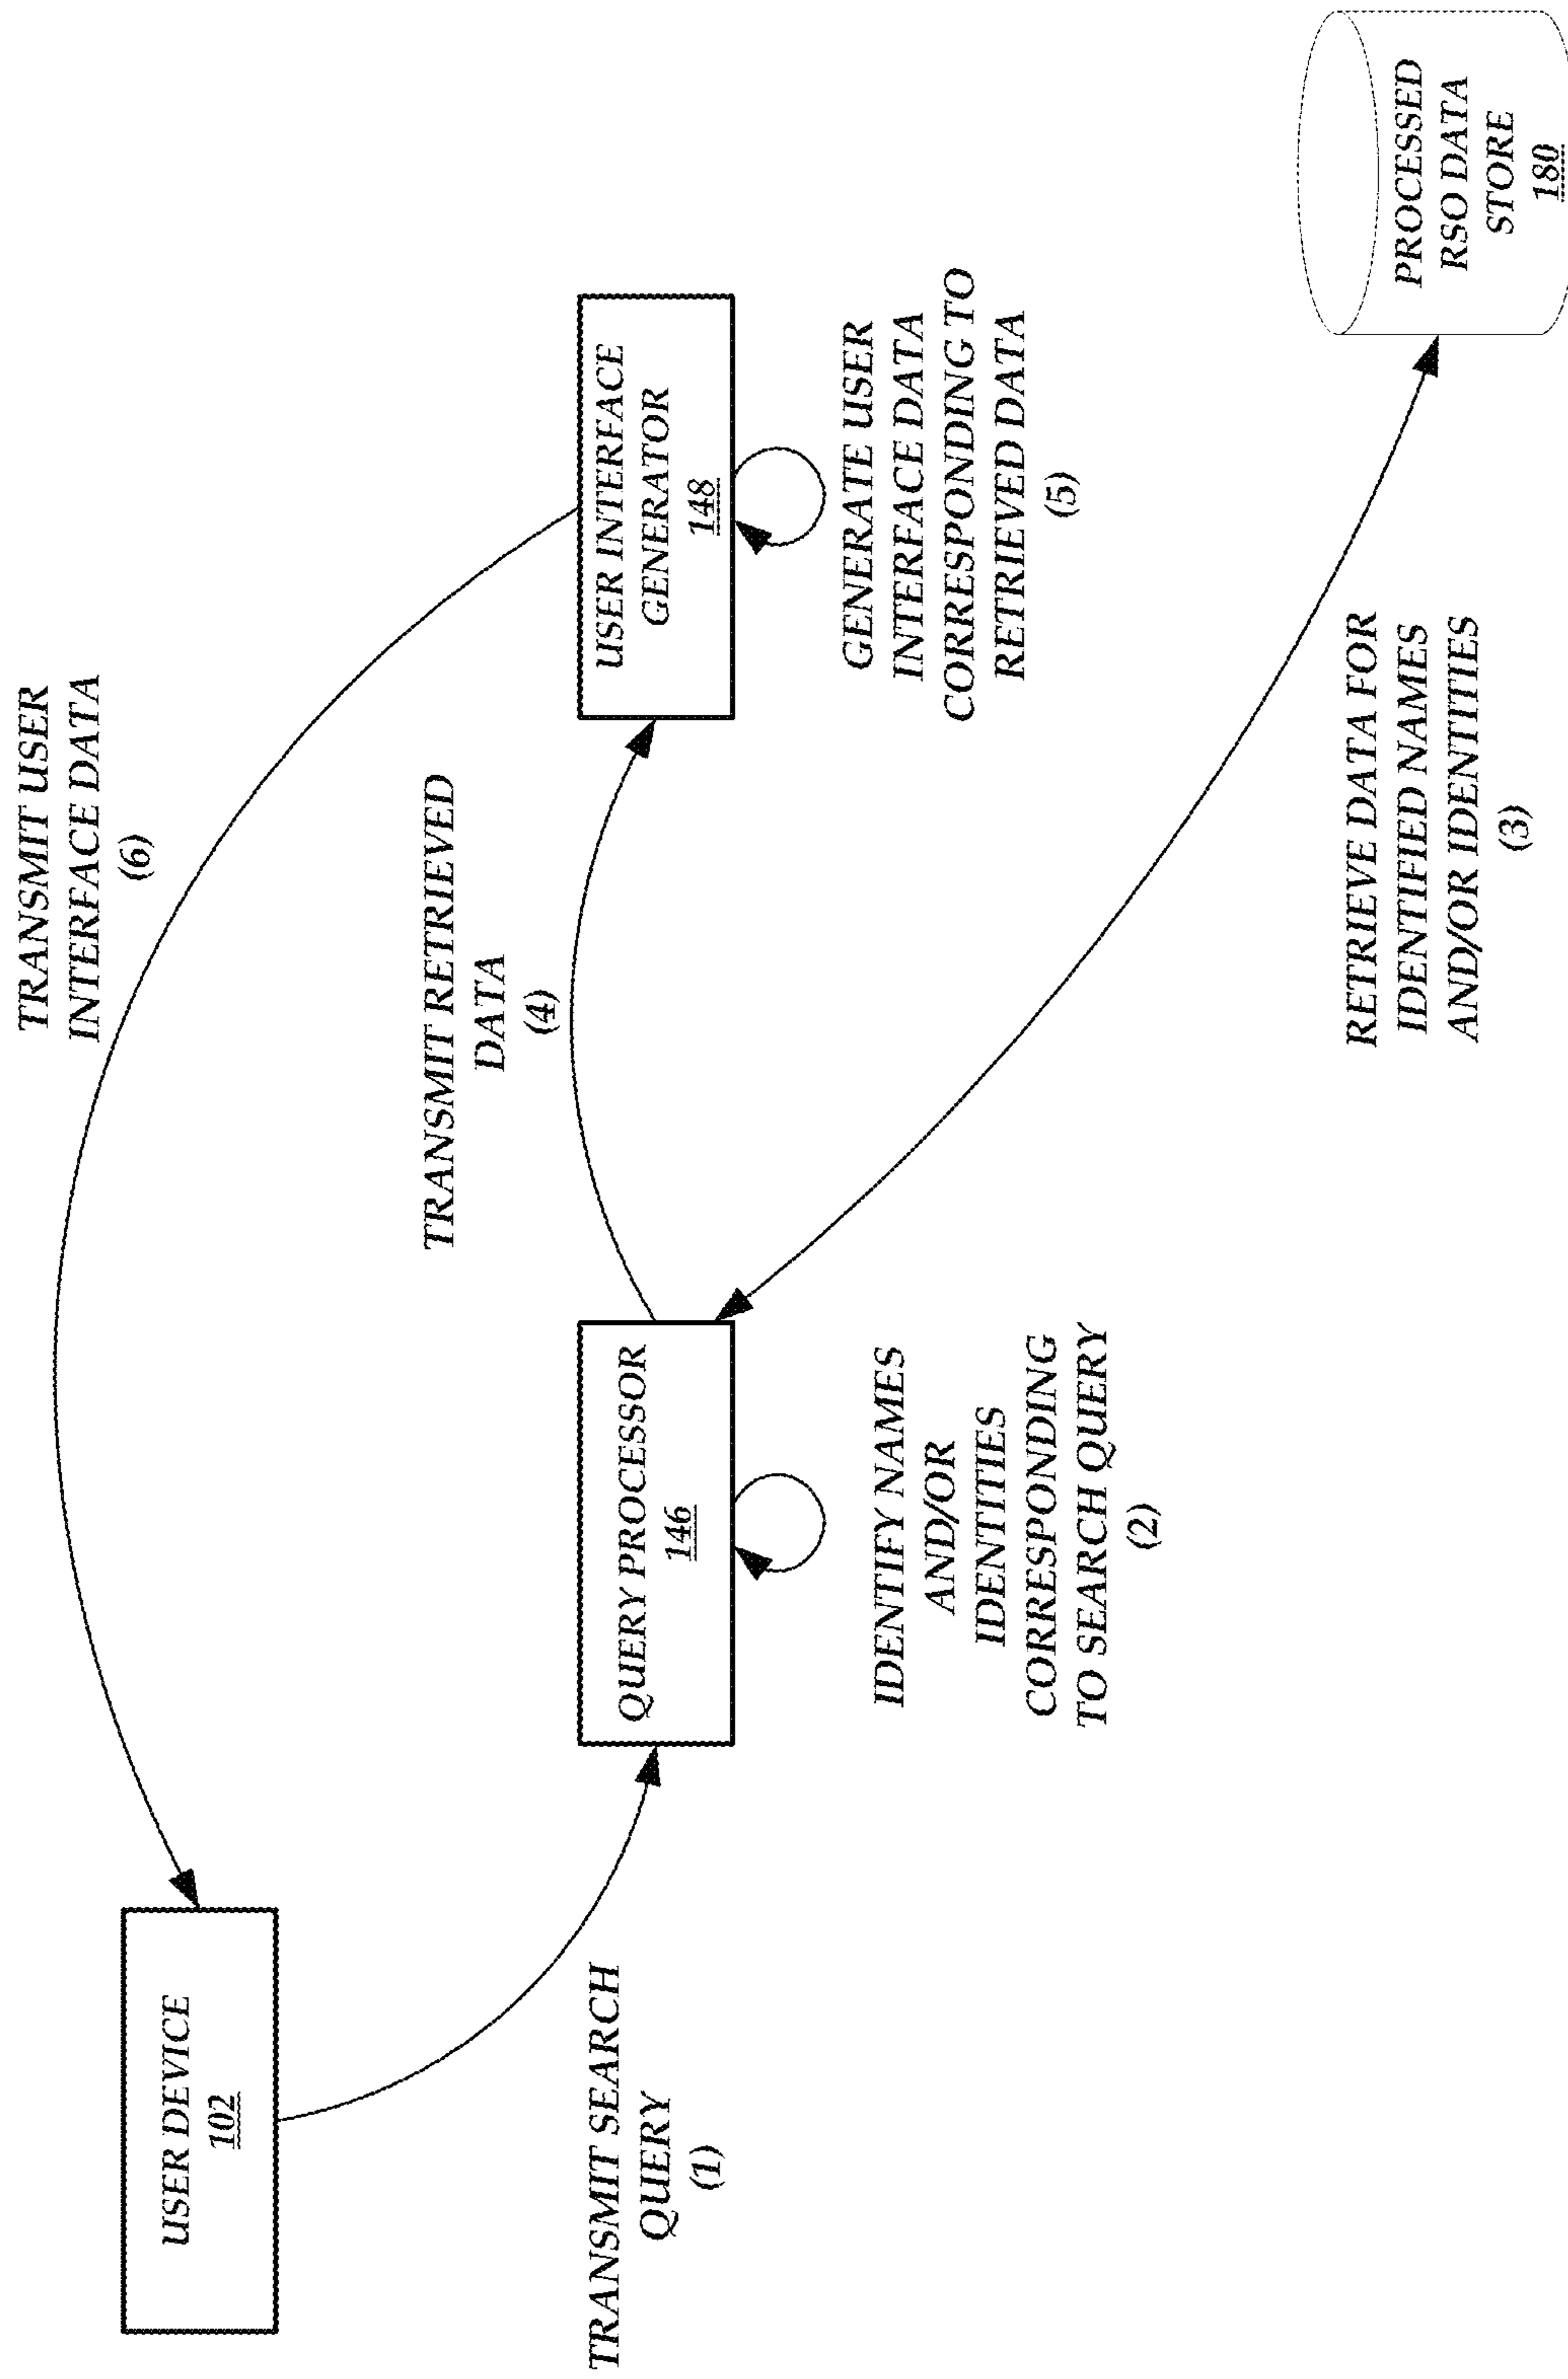 TRANSMIT USER
INTERFACE DATA
(6)
USER DEVICE
102
TRANSMIT SEARCH
QUERY
(1)
TRANSMIT RETRIEVED
DATA
(4)
QUERY PROCESSOR
146
IDENTIFY NAMES
AND/OR
IDENTITIES
CORRESPONDING
TO SEARCH QUERY
(2)
USER INTERFACE
GENERATOR
148
GENERATE USER
INTERFACE DATA
CORRESPONDING TO
RETRIEVED DATA
(5)
RETRIEVE DATA FOR
IDENTIFIED NAMES
AND/OR IDENTITIES
(3)
PROCESSED
RSO DATA
STORE
180